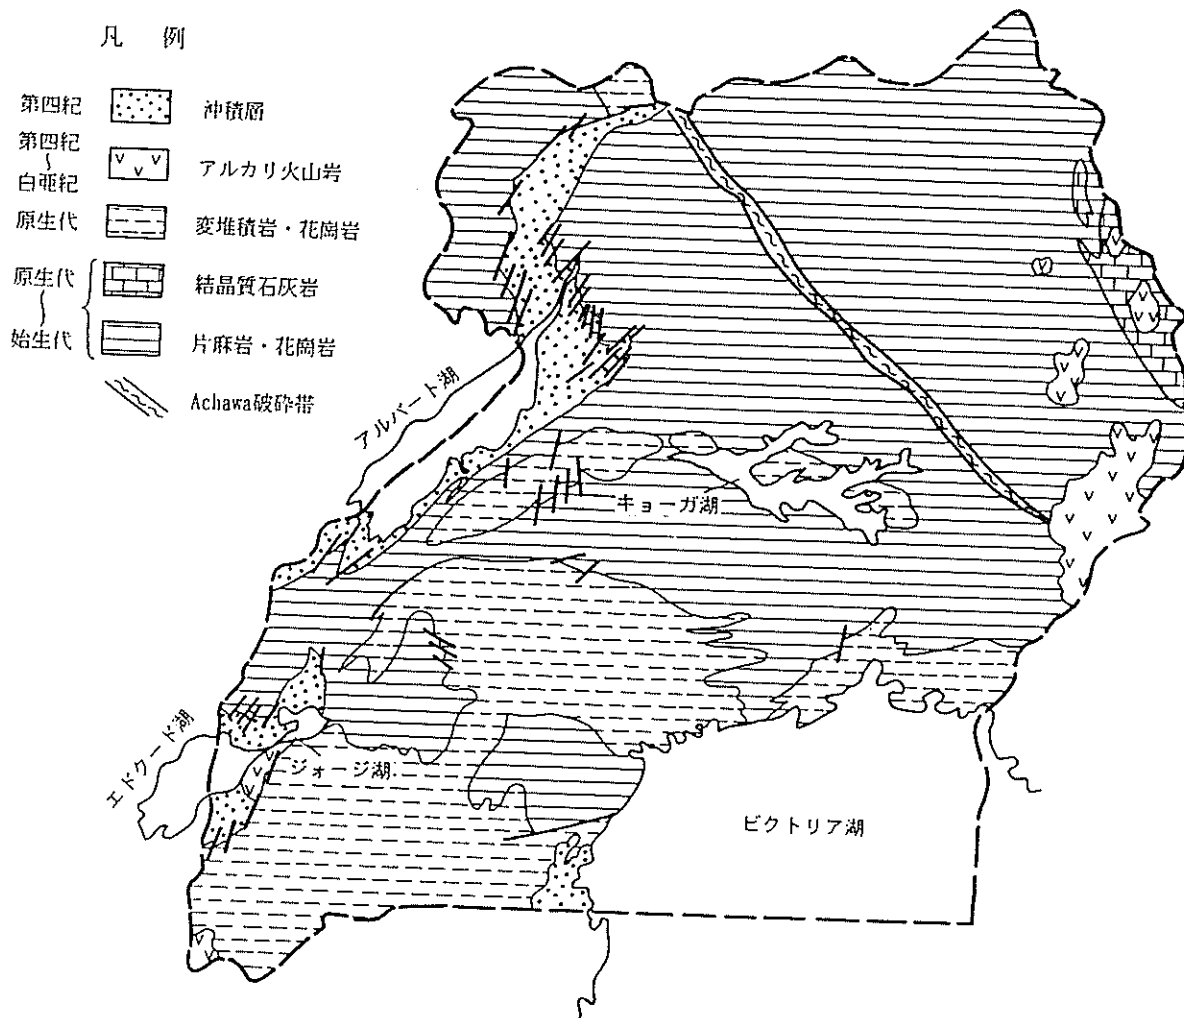 凡 例
第四紀 沖積層
第四紀
〜
白亜紀 アルカリ火山岩
原生代 変堆積岩・花崗岩
原生代 結晶質石灰岩
〜
始生代 片麻岩・花崗岩
Achawa破砕帯
アルバート湖
キョーガ湖
エドクード湖
ジョージ湖
ビクトリア湖